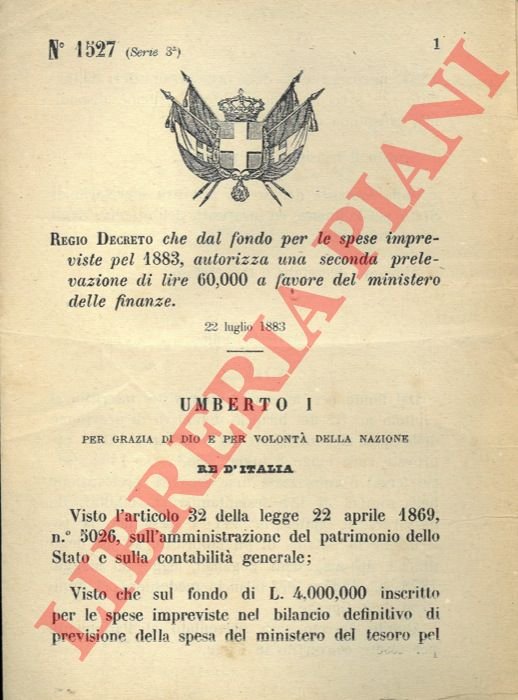 N° 1527 (Serie 3ª)
1
REGIO DECRETO che dal fondo per le spese impre-
viste pel 1883, autorizza una seconda prele-
vazione di lire 60,000 a favore del ministero
delle finanze.
22 luglio 1883
UMBERTO I
PER GRAZIA DI DIO E PER VOLONTÀ DELLA NAZIONE
RE D'ITALIA
Visto l'articolo 32 della legge 22 aprile 1869,
n.° 5026, sull'amministrazione del patrimonio dello
Stato e sulla contabilità generale;
Visto che sul fondo di L. 4,000,000 inscritto
per le spese impreviste nel bilancio definitivo di
previsione della spesa del ministero del tesoro pel
LIBRERIA PIANI